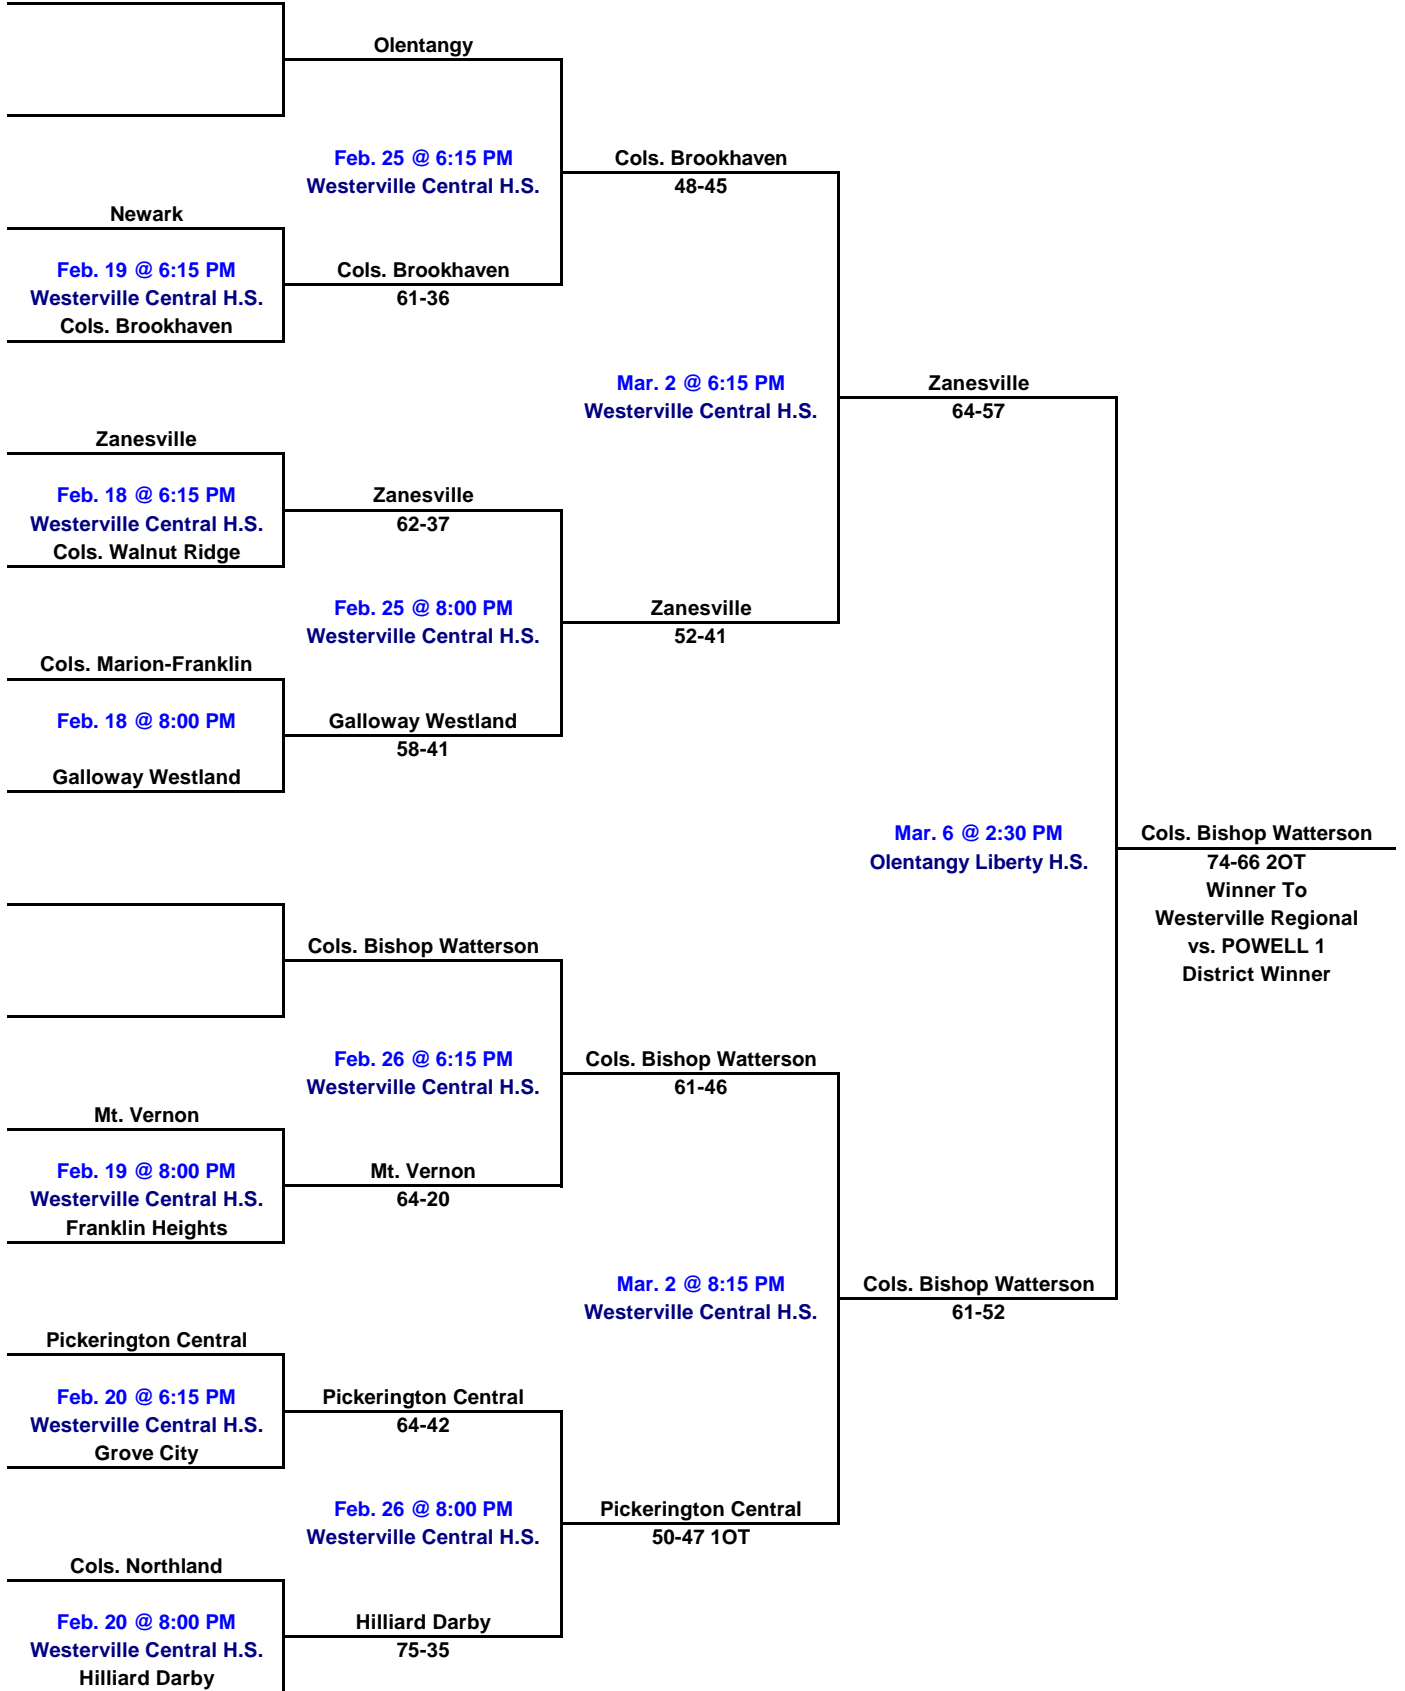 Olentangy
Feb. 25 @ 6:15 PM
Westerville Central H.S.
Cols. Brookhaven
48-45
Newark
Feb. 19 @ 6:15 PM
Westerville Central H.S.
Cols. Brookhaven
Cols. Brookhaven
61-36
Mar. 2 @ 6:15 PM
Westerville Central H.S.
Zanesville
64-57
Zanesville
Feb. 18 @ 6:15 PM
Westerville Central H.S.
Cols. Walnut Ridge
Zanesville
62-37
Feb. 25 @ 8:00 PM
Westerville Central H.S.
Zanesville
52-41
Cols. Marion-Franklin
Feb. 18 @ 8:00 PM
Galloway Westland
Galloway Westland
58-41
Mar. 6 @ 2:30 PM
Olentangy Liberty H.S.
Cols. Bishop Watterson
74-66 2OT
Winner To
Westerville Regional
vs. POWELL 1
District Winner
Cols. Bishop Watterson
Feb. 26 @ 6:15 PM
Westerville Central H.S.
Cols. Bishop Watterson
61-46
Mt. Vernon
Feb. 19 @ 8:00 PM
Westerville Central H.S.
Franklin Heights
Mt. Vernon
64-20
Mar. 2 @ 8:15 PM
Westerville Central H.S.
Cols. Bishop Watterson
61-52
Pickerington Central
Feb. 20 @ 6:15 PM
Westerville Central H.S.
Grove City
Pickerington Central
64-42
Feb. 26 @ 8:00 PM
Westerville Central H.S.
Pickerington Central
50-47 1OT
Cols. Northland
Feb. 20 @ 8:00 PM
Westerville Central H.S.
Hilliard Darby
Hilliard Darby
75-35